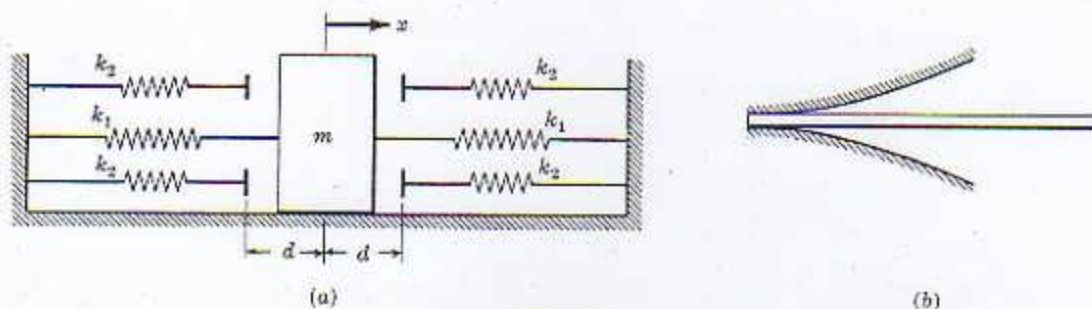 x
k₂ k₂
k₁ k₁
m
k₂ k₂
d d
(a) (b)